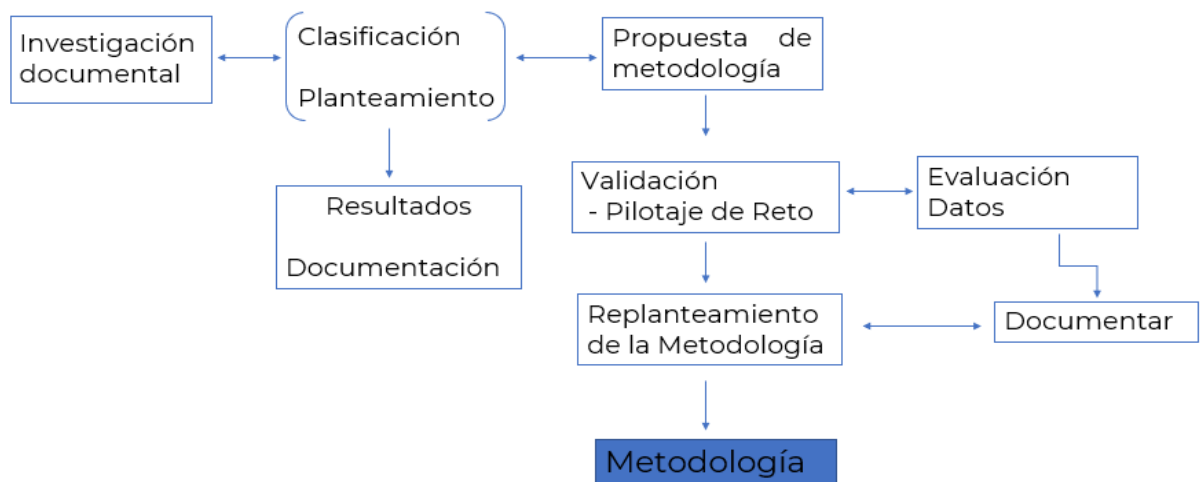 Investigación
documental
Clasificación
Planteamiento
Propuesta de
metodología
Resultados
Documentación
Validación
- Pilotaje de Reto
Evaluación
Datos
Replanteamiento
de la Metodología
Documentar
Metodología